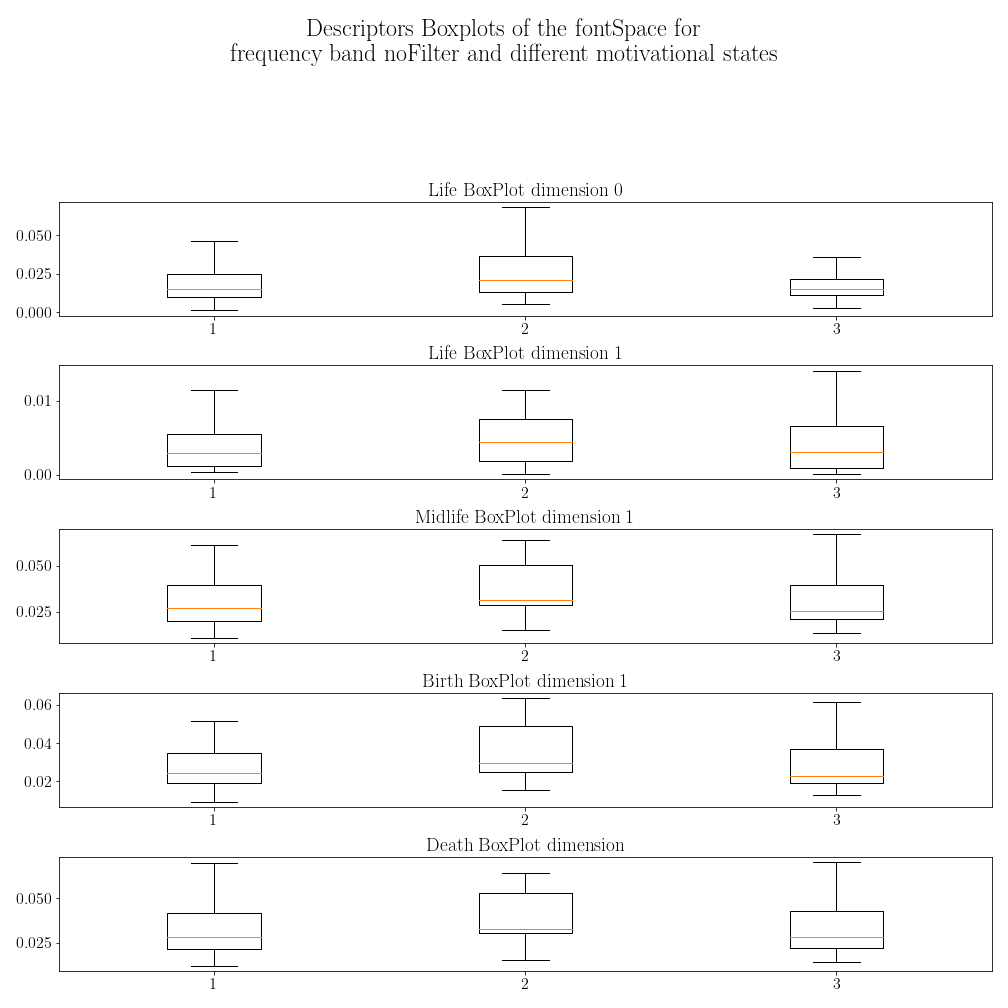 Descriptors Boxplots of the fontSpace for
frequency band noFilter and different motivational states
Life BoxPlot dimension 0
0.050
0.025
0.000
1 2 3
Life BoxPlot dimension 1
0.01
0.00
1 2 3
Midlife BoxPlot dimension 1
0.050
0.025
1 2 3
Birth BoxPlot dimension 1
0.06
0.04
0.02
1 2 3
Death BoxPlot dimension
0.050
0.025
1 2 3